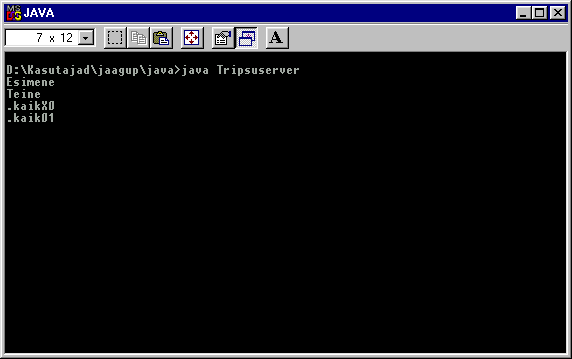 JAVA
7 x 12
A
D:\Kasutajad\jaagup\java>java Tripsuserver
Esimene
Teine
.kaikX0
.kaik01